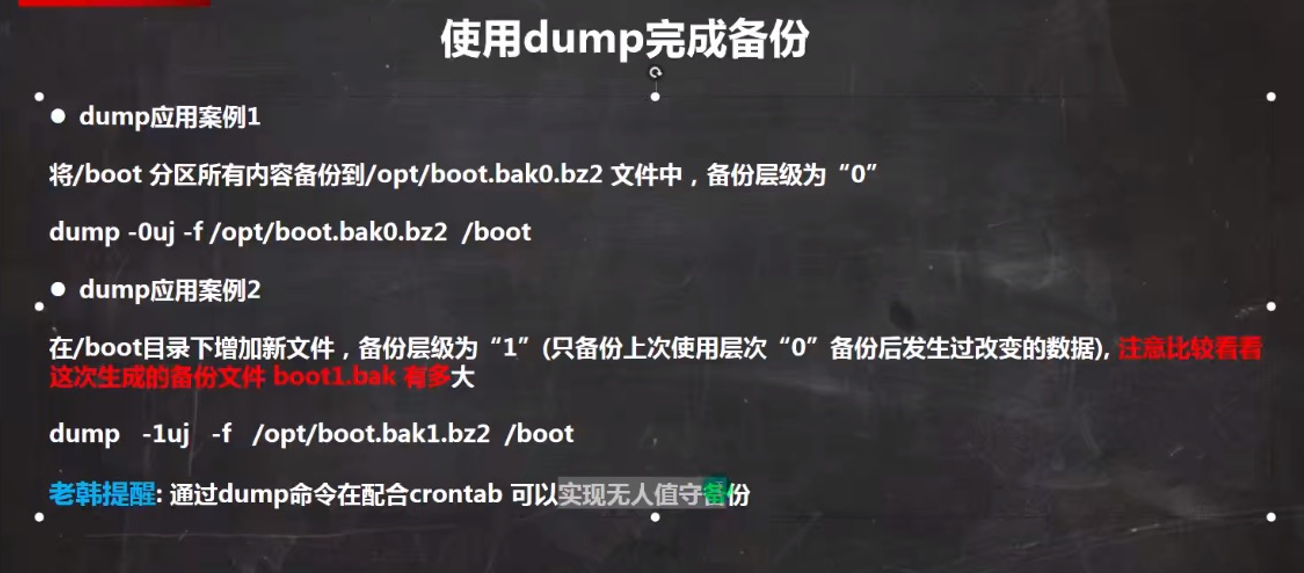 使用dump完成备份
● dump应用案例1
将/boot 分区所有内容备份到/opt/boot.bak0.bz2 文件中，备份层级为“0”
dump -0uj -f /opt/boot.bak0.bz2  /boot
● dump应用案例2
在/boot目录下增加新文件，备份层级为“1”(只备份上次使用层次“0”备份后发生过改变的数据), 注意比较看看
这次生成的备份文件 boot1.bak 有多大
dump   -1uj   -f   /opt/boot.bak1.bz2  /boot
老韩提醒: 通过dump命令在配合crontab 可以实现无人值守备份